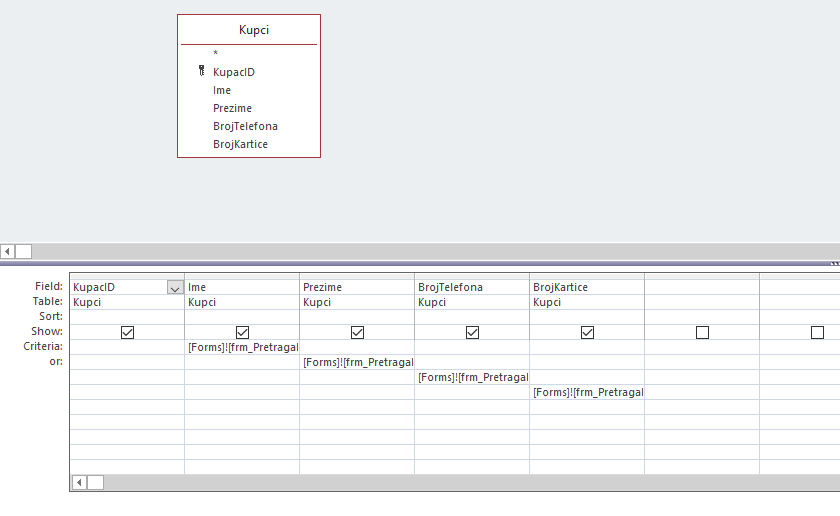 Kupci
*
KupacID
Ime
Prezime
BrojTelefona
BrojKartice
Field: KupacID Ime Prezime BrojTelefona BrojKartice
Table: Kupci Kupci Kupci Kupci Kupci
Sort:
Show:
Criteria: [Forms]![frm_Pretragal
or: [Forms]![frm_Pretragal
[Forms]![frm_Pretragal
[Forms]![frm_Pretragal